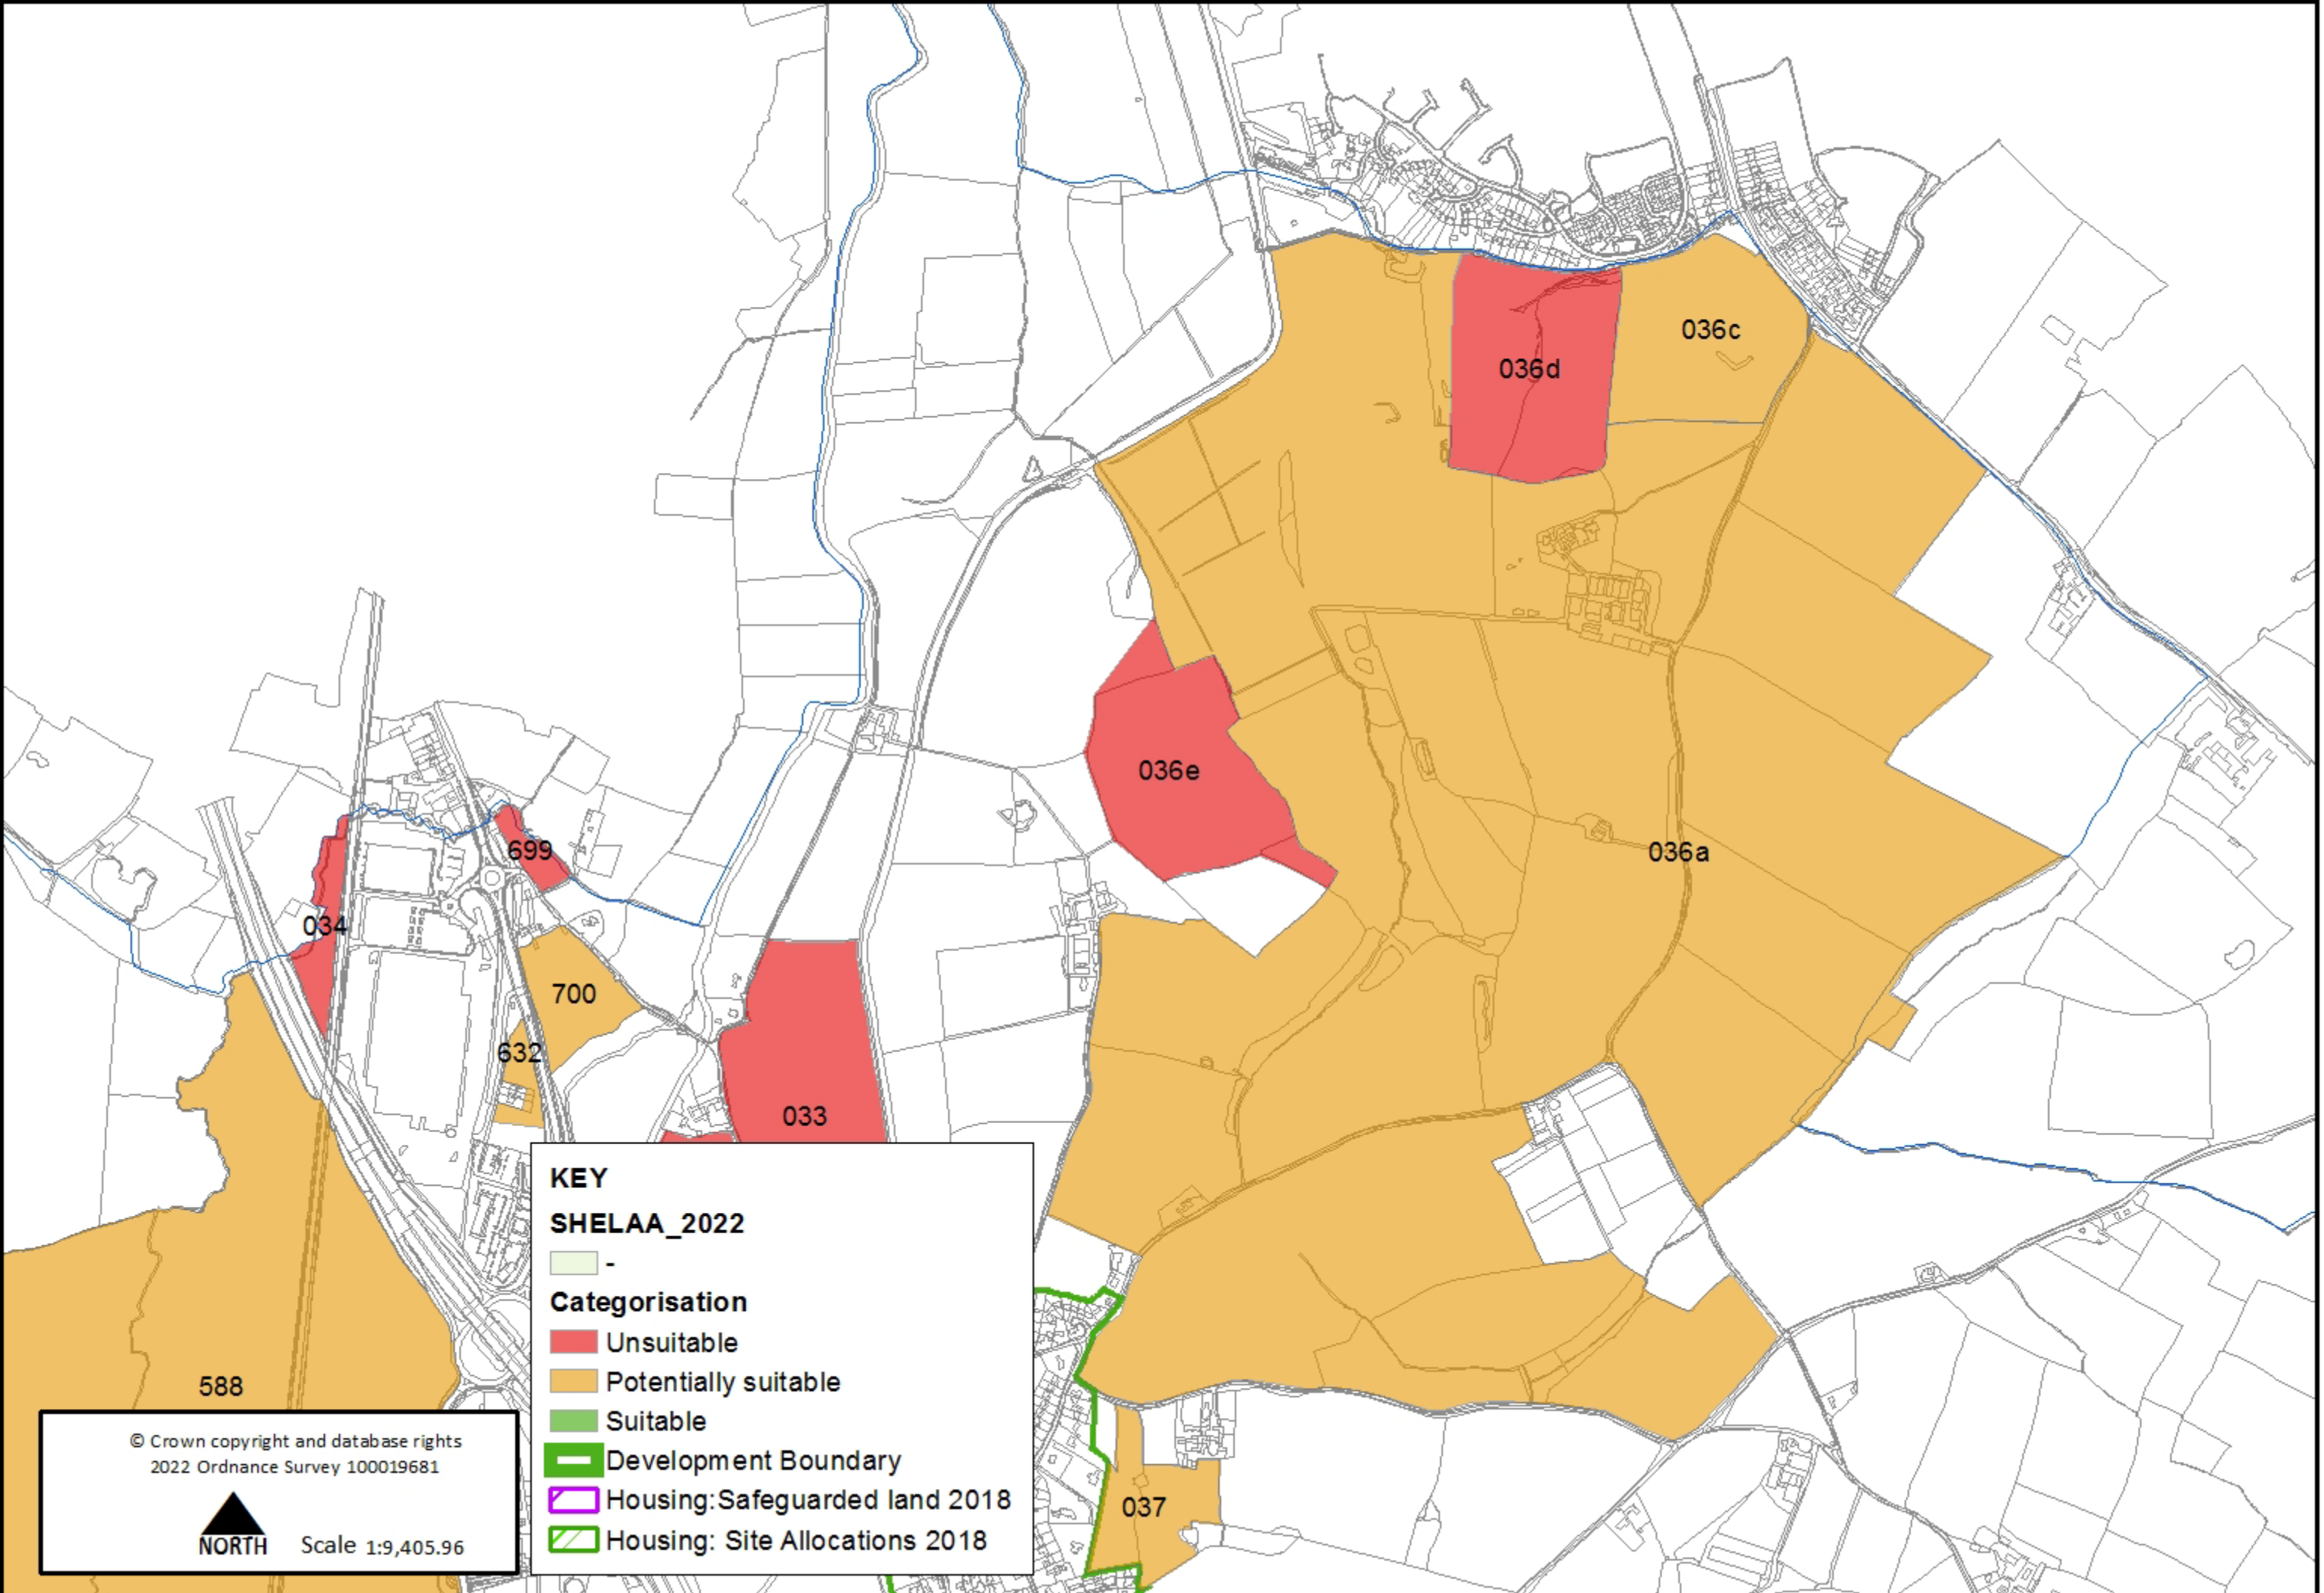 036c
036d
036e
699
036a
034
700
632
033
588
037
KEY
SHELAA_2022
-
Categorisation
Unsuitable
Potentially suitable
Suitable
Development Boundary
Housing:Safeguarded land 2018
Housing: Site Allocations 2018
© Crown copyright and database rights
2022 Ordnance Survey 100019681
NORTH Scale 1:9,405.96